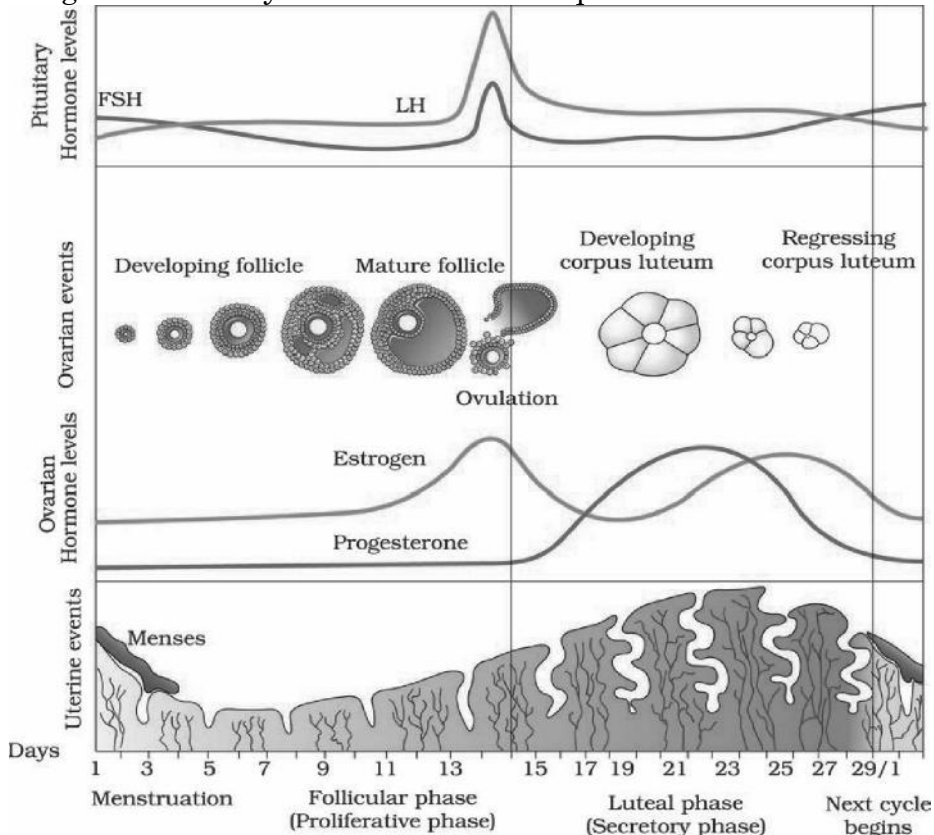 Pituitary
Hormone levels
FSH
LH
Ovarian events
Developing follicle
Mature follicle
Developing
corpus luteum
Regressing
corpus luteum
Ovulation
Ovarian
Hormone levels
Estrogen
Progesterone
Uterine events
Menses
Days
1 3 5 7 9 11 13 15 17 19 21 23 25 27 29/1
Menstruation
Follicular phase
(Proliferative phase)
Luteal phase
(Secretory phase)
Next cycle
begins